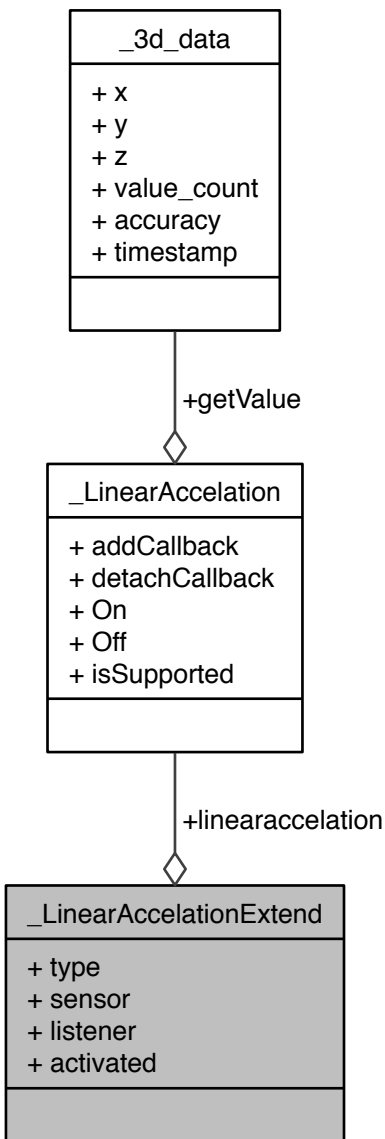 _3d_data
+ x
+ y
+ z
+ value_count
+ accuracy
+ timestamp
+getValue
_LinearAccelation
+ addCallback
+ detachCallback
+ On
+ Off
+ isSupported
+linearaccelation
_LinearAccelationExtend
+ type
+ sensor
+ listener
+ activated